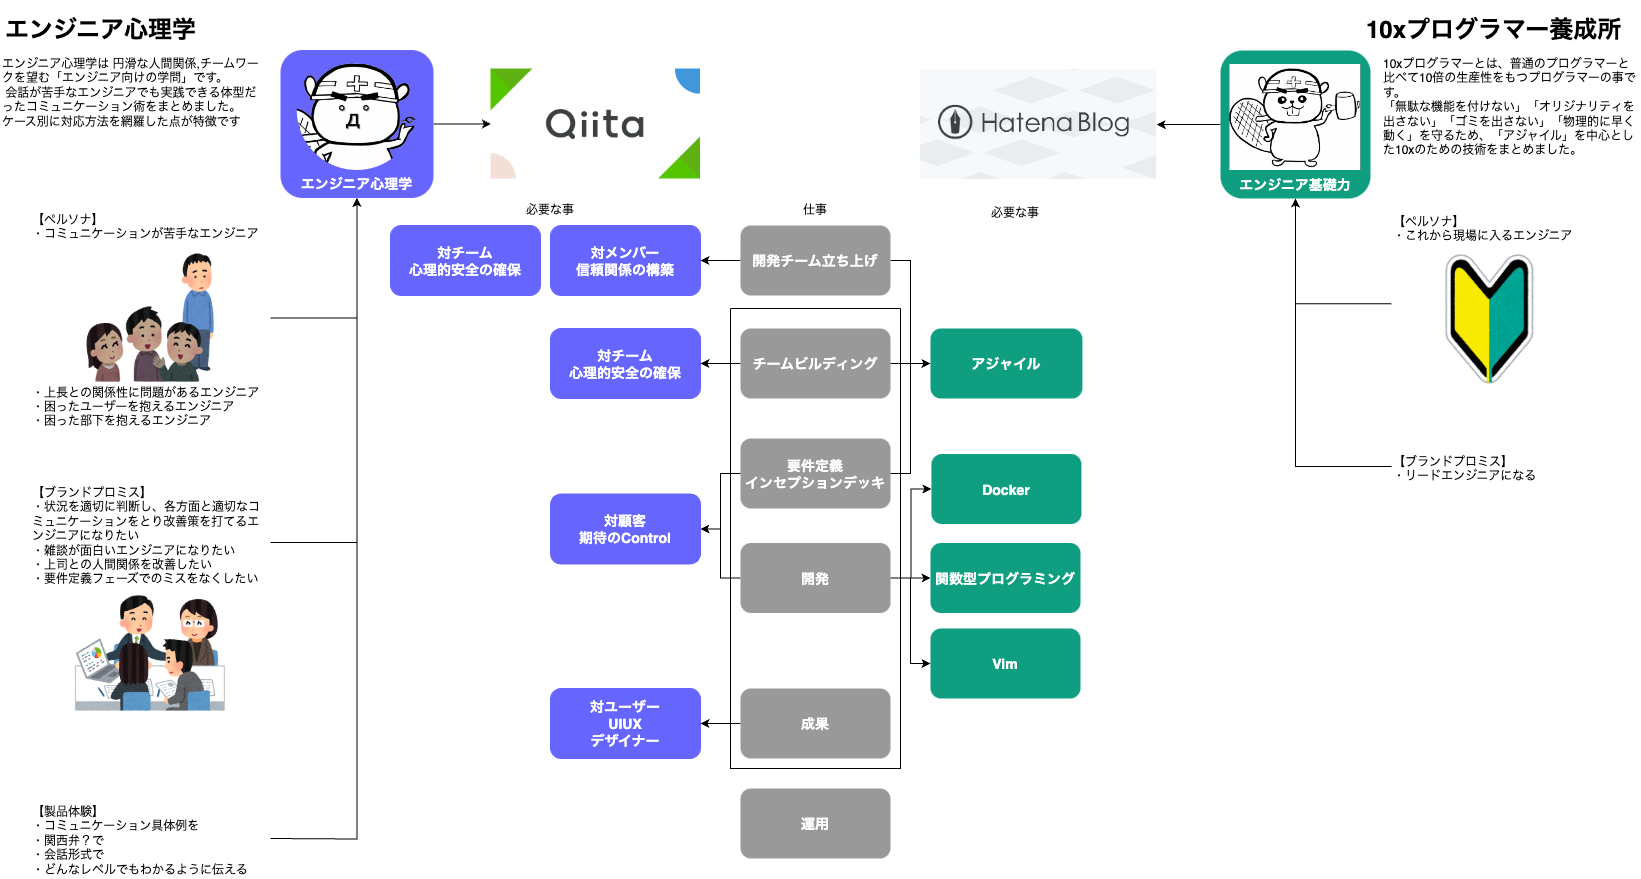 エンジニア心理学
エンジニア心理学は 円滑な人間関係,チームワー
クを望む「エンジニア向けの学問」です。
会話が苦手なエンジニアでも実践できる体型だ
ったコミュニケーション術をまとめました。
ケース別に対応方法を網羅した点が特徴です
エンジニア心理学
Qiita
Hatena Blog
10xプログラマー養成所
10xプログラマーとは、普通のプログラマーと
比べて10倍の生産性をもつプログラマーの事で
す。
「無駄な機能を付けない」「オリジナリティを
出さない」「ゴミを出さない」「物理的に早く
動く」を守るため、「アジャイル」を中心とし
た10xのための技術をまとめました。
エンジニア基礎力
【ペルソナ】
・コミュニケーションが苦手なエンジニア
・上長との関係性に問題があるエンジニア
・困ったユーザーを抱えるエンジニア
・困った部下を抱えるエンジニア
【ブランドプロミス】
・状況を適切に判断し、各方面と適切なコ
ミュニケーションをとり改善策を打てるエ
ンジニアになりたい
・雑談が面白いエンジニアになりたい
・上司との人間関係を改善したい
・要件定義フェーズでのミスをなくしたい
【製品体験】
・コミュニケーション具体例を
・関西弁？で
・会話形式で
・どんなレベルでもわかるように伝える
必要な事
仕事
必要な事
対チーム
心理的安全の確保
対メンバー
信頼関係の構築
開発チーム立ち上げ
対チーム
心理的安全の確保
チームビルディング
アジャイル
要件定義
インセプションデッキ
対顧客
期待のControl
開発
Docker
関数型プログラミング
Vim
対ユーザー
UIUX
デザイナー
成果
運用
【ペルソナ】
・これから現場に入るエンジニア
【ブランドプロミス】
・リードエンジニアになる